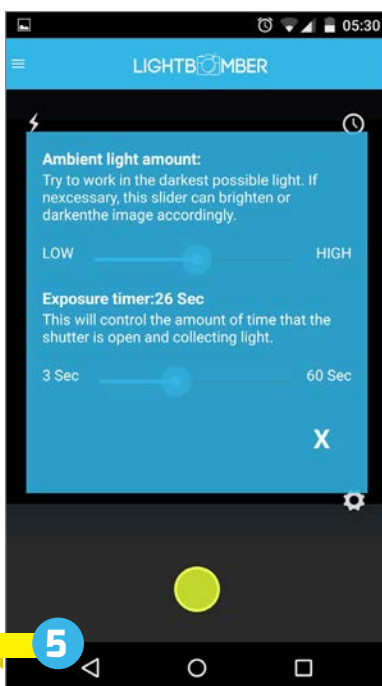 05:30
LIGHTBOMBER
Ambient light amount:
Try to work in the darkest possible light. If
nexcessary, this slider can brighten or
darkenthe image accordingly.
LOW HIGH
Exposure timer:26 Sec
This will control the amount of time that the
shutter is open and collecting light.
3 Sec 60 Sec
X
5